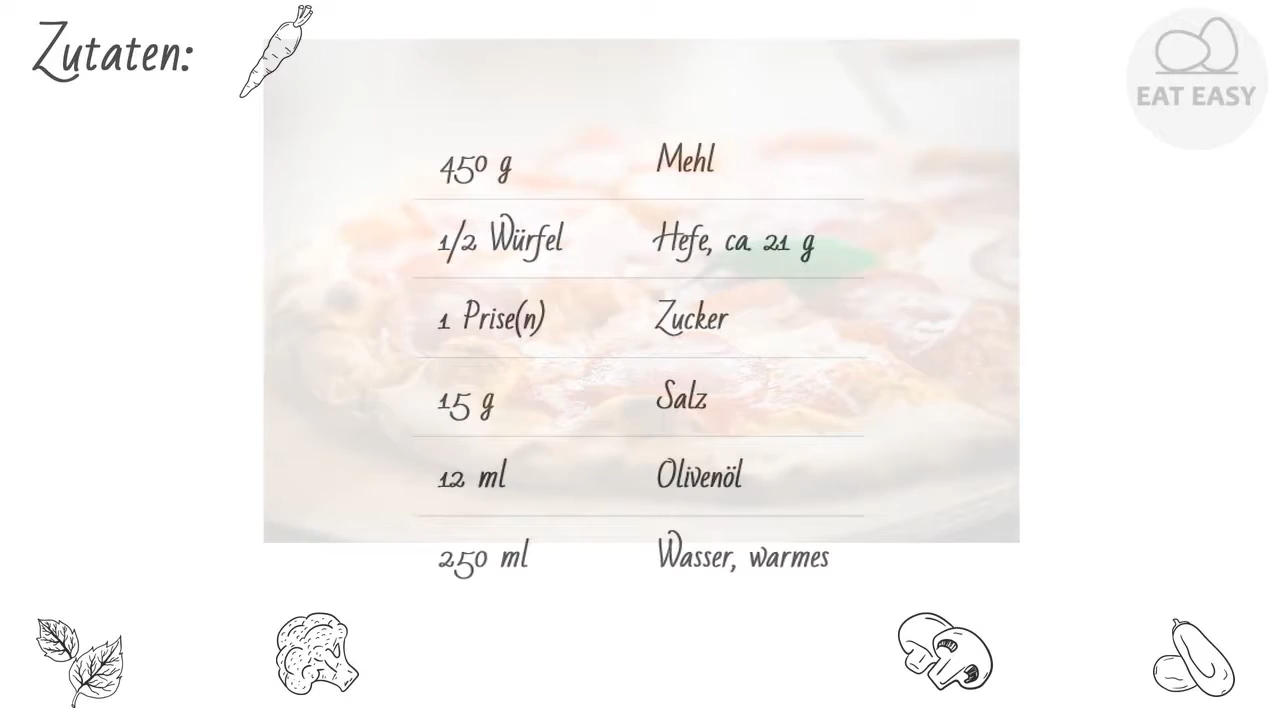 Zutaten:
EAT EASY
450 g Mehl
1/2 Würfel Hefe, ca. 21 g
1 Prise(n) Zucker
15 g Salz
12 ml Olivenöl
250 ml Wasser, warmes